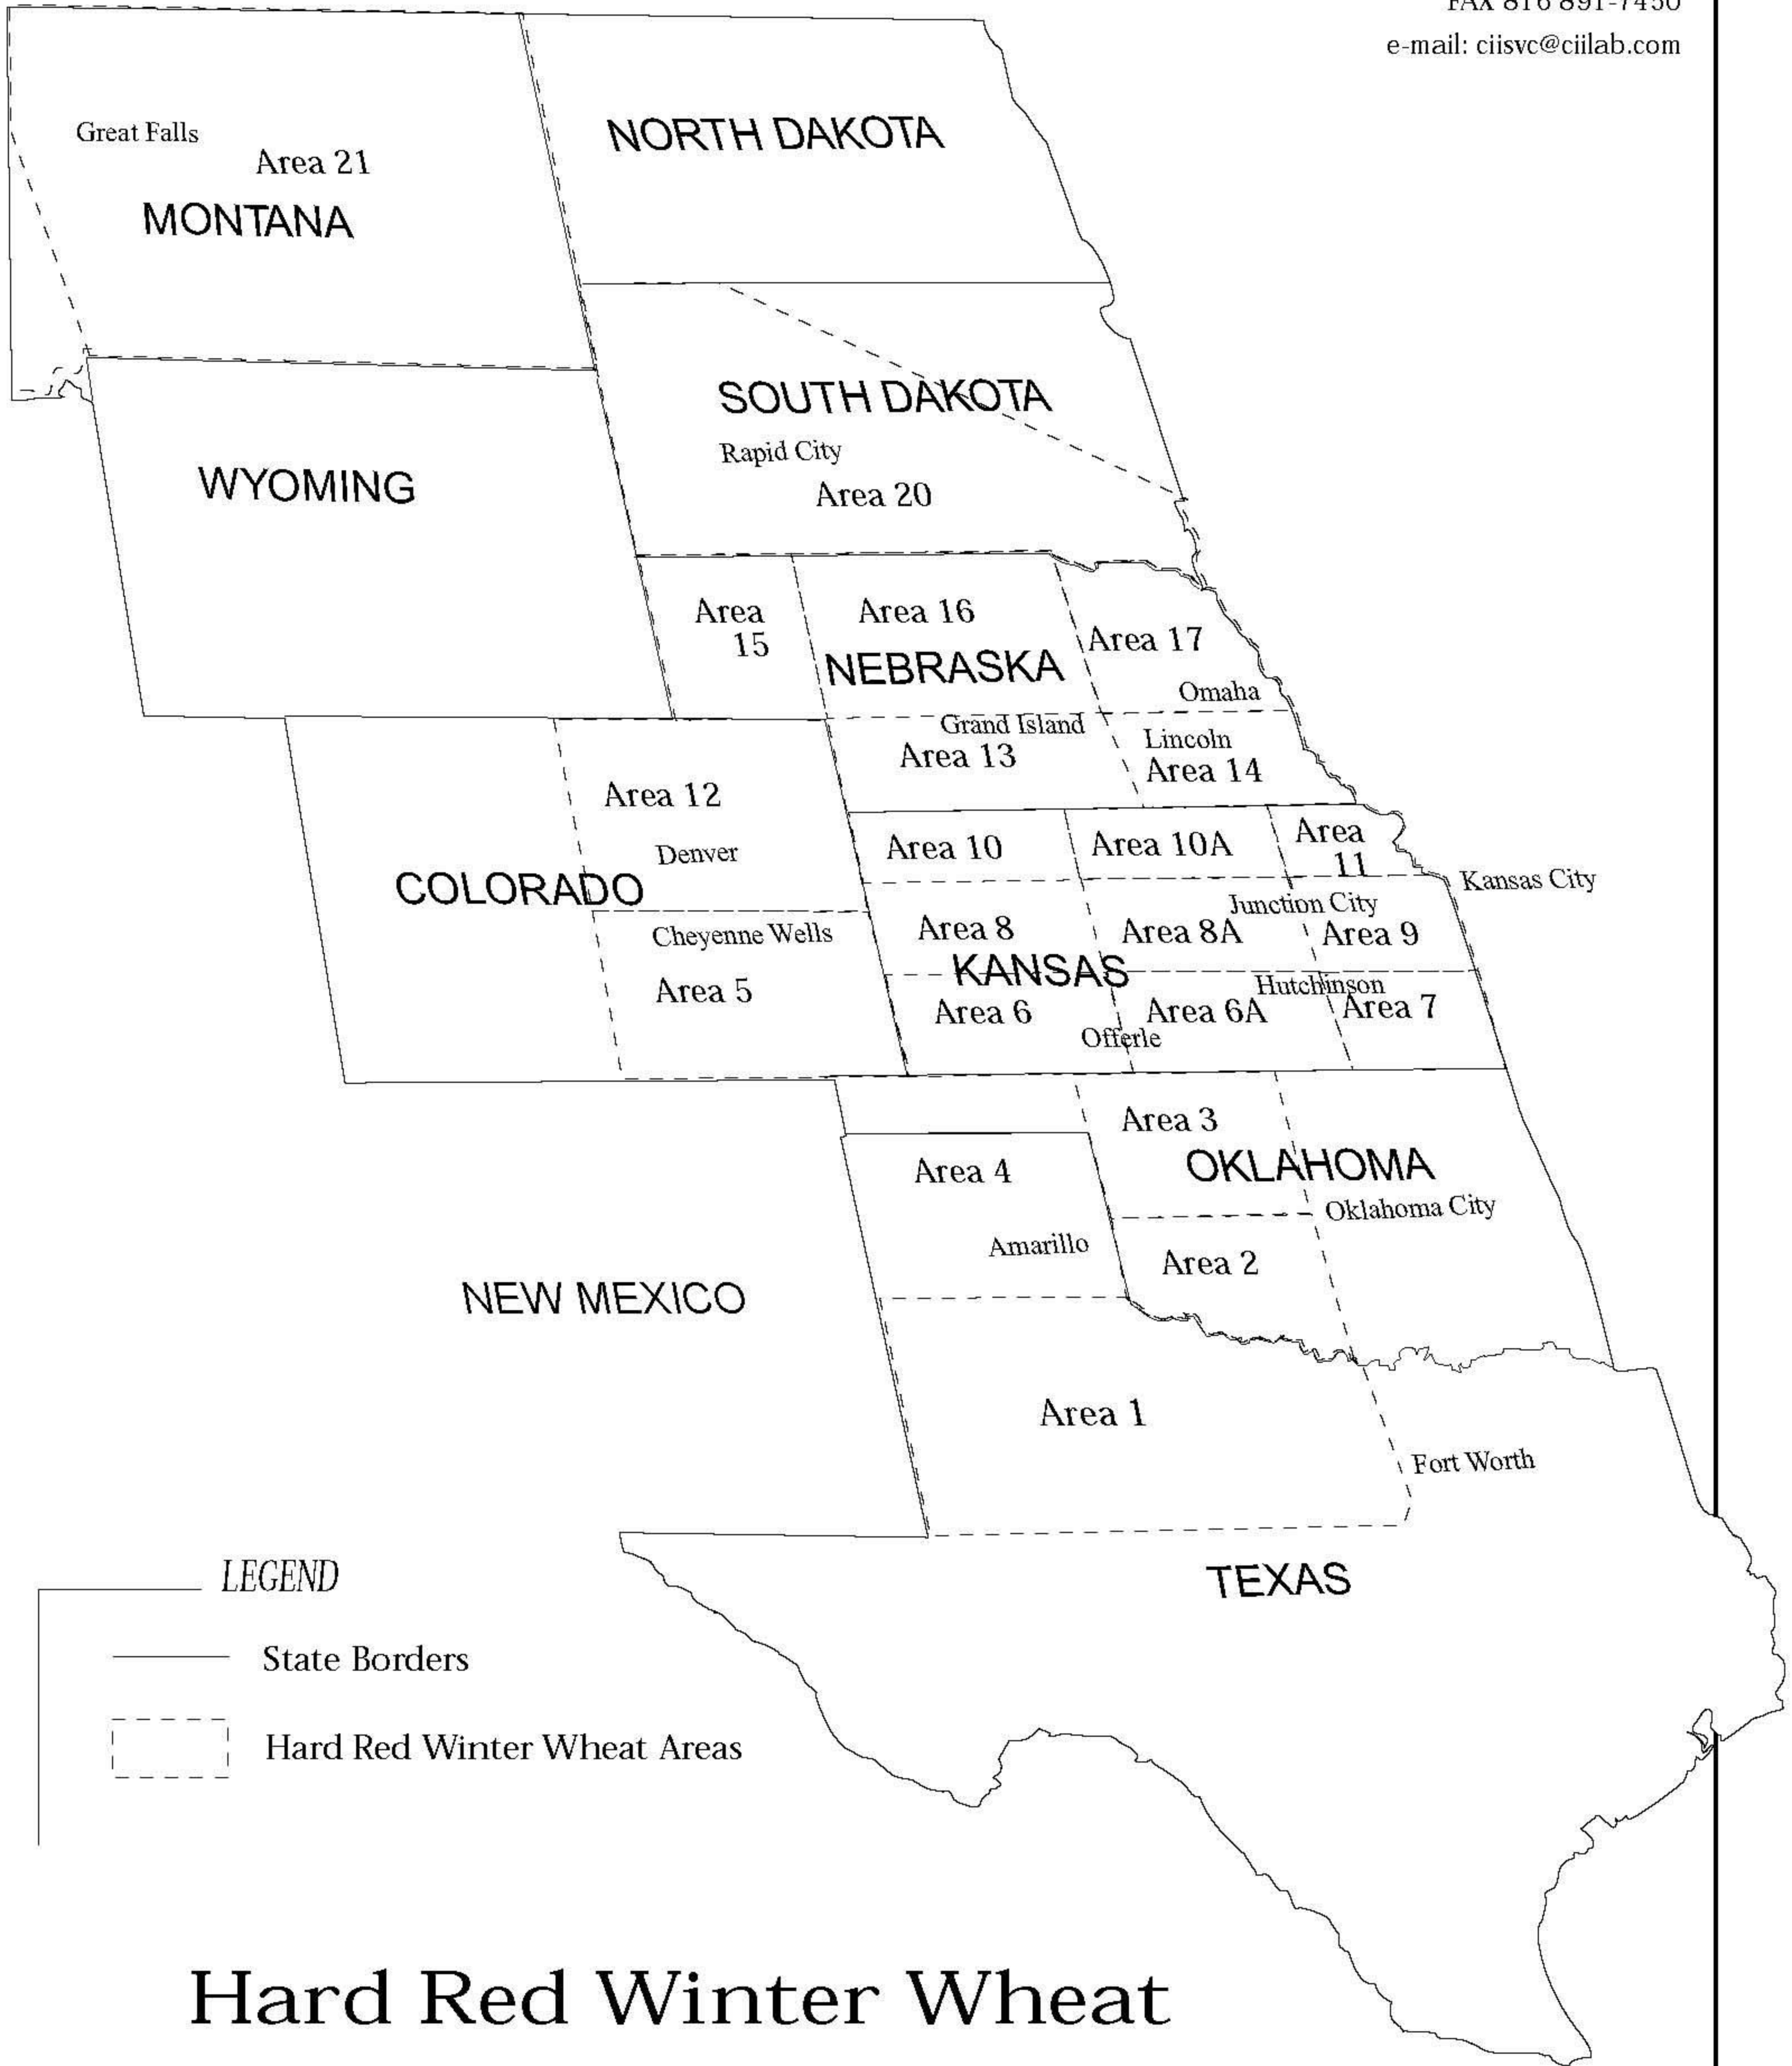 FAX 816 891-7450
e-mail: ciisvc@ciilab.com
Great Falls
Area 21
MONTANA
NORTH DAKOTA
SOUTH DAKOTA
Rapid City
Area 20
WYOMING
Area
15
Area 16
NEBRASKA
Area 17
Omaha
Grand Island
Area 13
Lincoln
Area 14
Area 12
Denver
COLORADO
Cheyenne Wells
Area 5
Area 10
Area 10A
Area
11
Kansas City
Junction City
Area 8
Area 8A
Area 9
KANSAS
Hutchinson
Area 6
Area 6A
Area 7
Offerle
Area 3
OKLAHOMA
Area 4
Oklahoma City
Amarillo
Area 2
NEW MEXICO
Area 1
Fort Worth
TEXAS
LEGEND
State Borders
Hard Red Winter Wheat Areas
Hard Red Winter Wheat